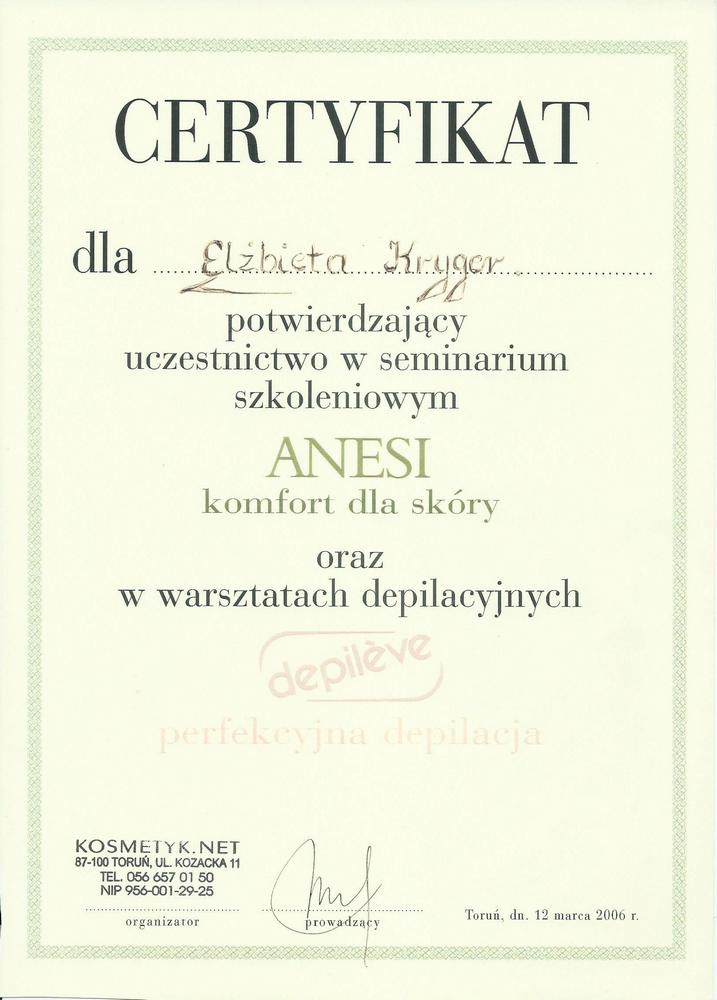 CERTYFIKAT
dla Elżbieta Kryger
potwierdzający
uczestnictwo w seminarium
szkoleniowym
ANESI
komfort dla skóry
oraz
w warsztatach depilacyjnych
depilève
perfekcyjna depilacja
KOSMETYK.NET
87-100 TORUŃ, UL. KOZACKA 11
TEL. 056 657 01 50
NIP 956-001-29-25
organizator
prowadzący
Toruń, dn. 12 marca 2006 r.